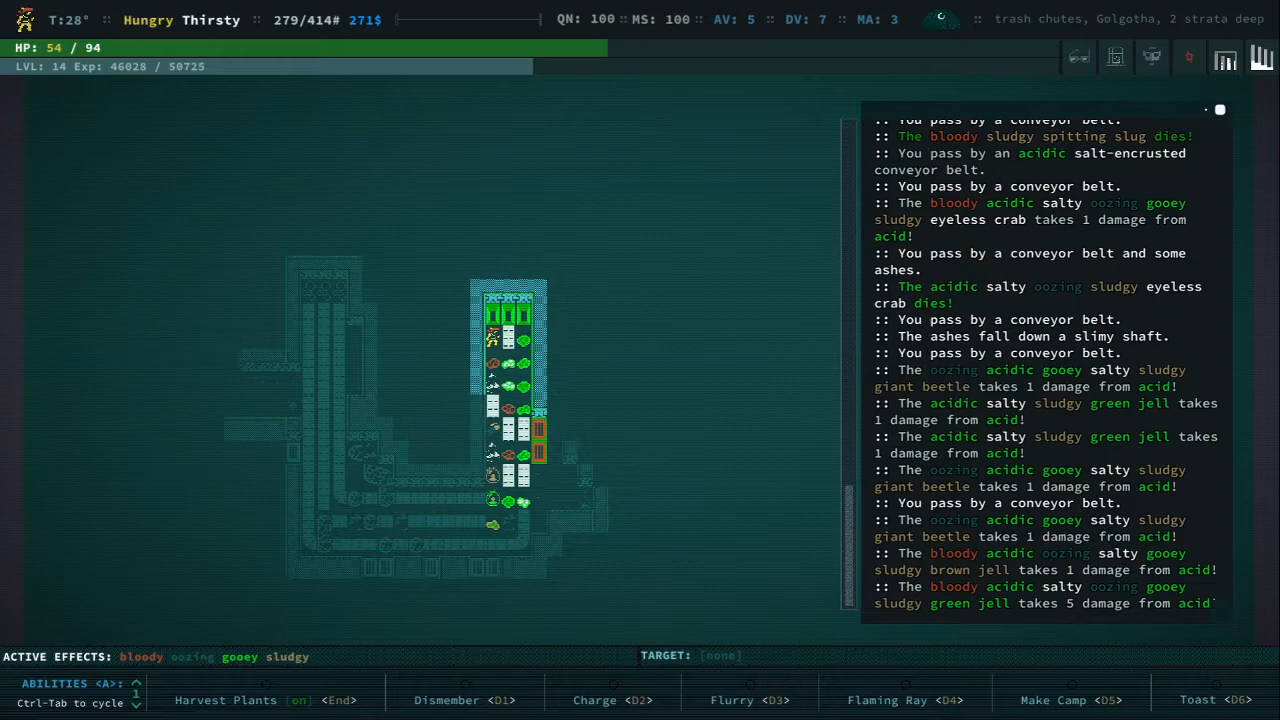 T:28° :: Hungry Thirsty :: 279/414# 271$ QN: 100 :: MS: 100 :: AV: 5 :: DV: 7 :: MA: 3 :: trash chutes, Golgotha, 2 strata deep
HP: 54 / 94
LVL: 14 Exp: 46028 / 50725
:: You pass by a conveyor belt.
:: The bloody sludgy spitting slug dies!
:: You pass by an acidic salt-encrusted
conveyor belt.
:: You pass by a conveyor belt.
:: The bloody acidic salty oozing gooey
sludgy eyeless crab takes 1 damage from
acid!
:: You pass by a conveyor belt and some
ashes.
:: The acidic salty oozing sludgy eyeless
crab dies!
:: You pass by a conveyor belt.
:: The ashes fall down a slimy shaft.
:: You pass by a conveyor belt.
:: The oozing acidic gooey salty sludgy
giant beetle takes 1 damage from acid!
:: The acidic salty sludgy green jell takes
1 damage from acid!
:: The acidic salty sludgy green jell takes
1 damage from acid!
:: The oozing acidic gooey salty sludgy
giant beetle takes 1 damage from acid!
:: You pass by a conveyor belt.
:: The oozing acidic gooey salty sludgy
giant beetle takes 1 damage from acid!
:: The bloody acidic oozing salty gooey
sludgy brown jell takes 1 damage from acid!
:: The bloody acidic salty oozing gooey
sludgy green jell takes 5 damage from acid
ACTIVE EFFECTS: bloody oozing gooey sludgy
TARGET: [none]
ABILITIES <A>: 1
Ctrl-Tab to cycle
Harvest Plants [on] <End> Dismember <D1> Charge <D2> Flurry <D3> Flaming Ray <D4> Make Camp <D5> Toast <D6>